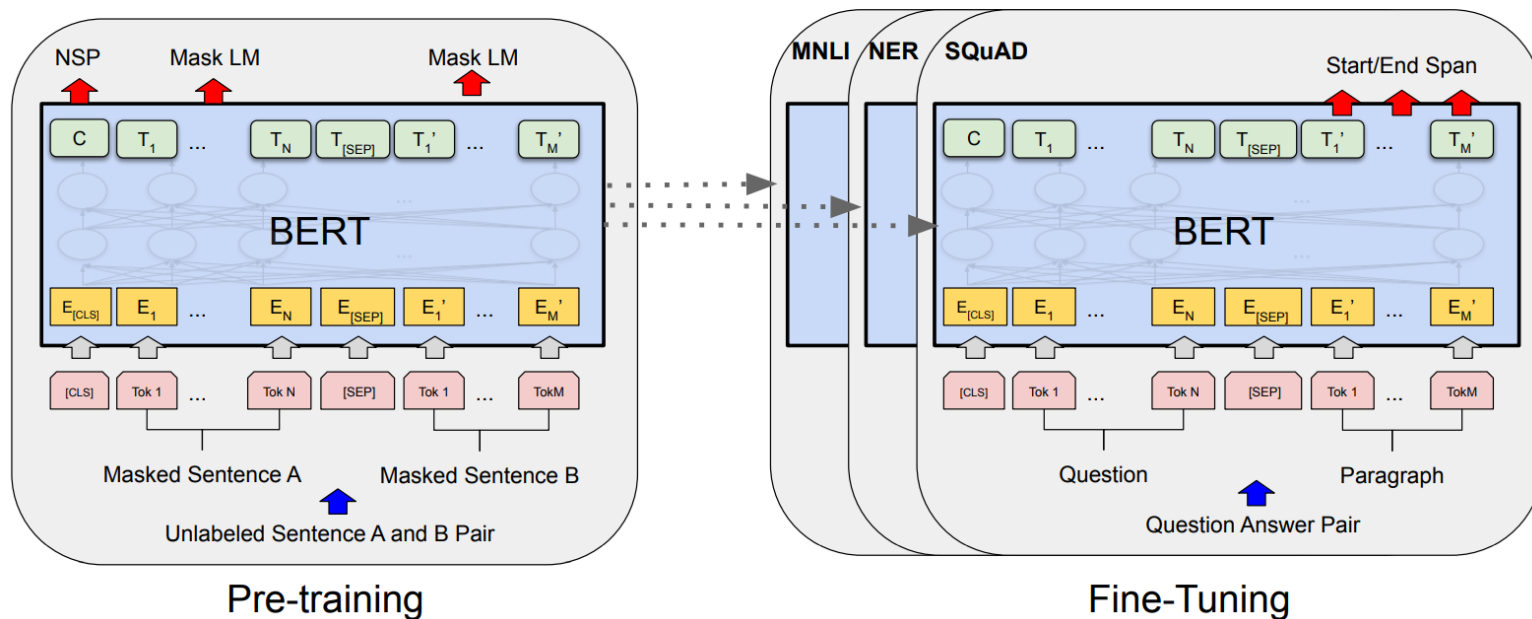 NSP Mask LM Mask LM
C T1 ... TN T[SEP] T1' ... TM'
...
BERT
...
E[CLS] E1 ... EN E[SEP] E1' ... EM'
[CLS] Tok 1 ... Tok N [SEP] Tok 1 ... TokM
Masked Sentence A Masked Sentence B
Unlabeled Sentence A and B Pair
Pre-training
MNLI NER SQuAD
Start/End Span
C T1 ... TN T[SEP] T1' ... TM'
...
BERT
...
E[CLS] E1 ... EN E[SEP] E1' ... EM'
[CLS] Tok 1 ... Tok N [SEP] Tok 1 ... TokM
Question Paragraph
Question Answer Pair
Fine-Tuning